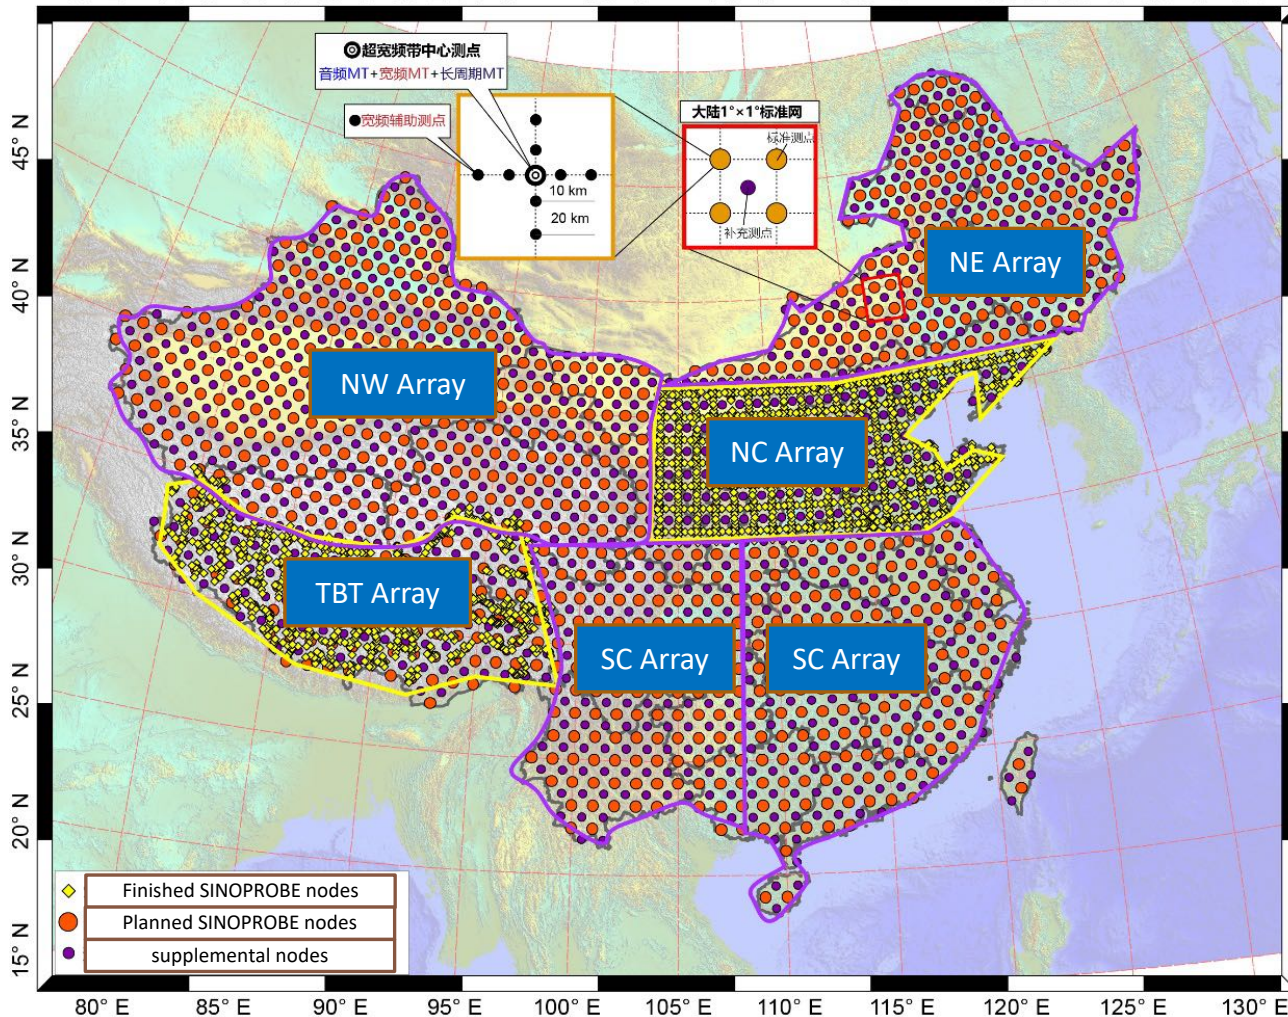 超宽频带中心测点
音频MT+宽频MT+长周期MT
宽频辅助测点
10 km
20 km
大陆1°×1°标准网
标准测点
补充测点
NE Array
NW Array
NC Array
TBT Array
SC Array
SC Array
45° N
40° N
35° N
30° N
25° N
20° N
15° N
Finished SINOPROBE nodes
Planned SINOPROBE nodes
supplemental nodes
80° E
85° E
90° E
95° E
100° E
105° E
110° E
115° E
120° E
125° E
130° E